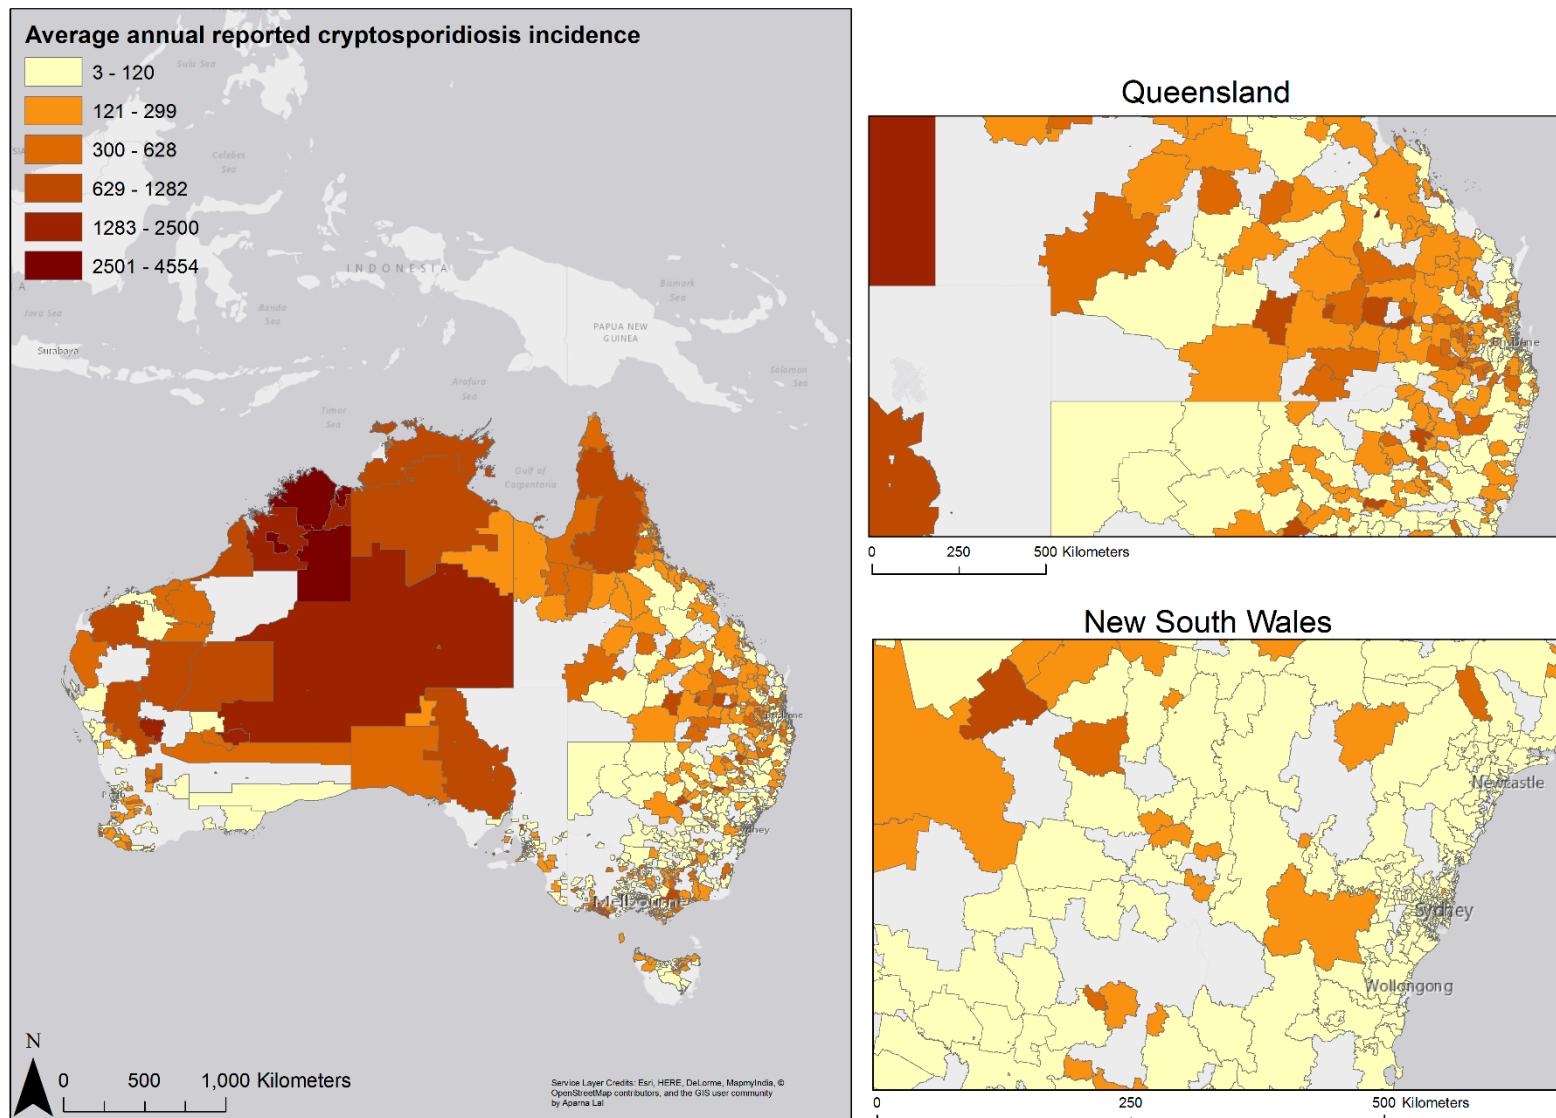 Average annual reported cryptosporidiosis incidence
3 - 120
121 - 299
300 - 628
629 - 1282
1283 - 2500
2501 - 4554
Sulu Sea
Celebes
Sea
INDONESIA
A
Java Sea
Banda
Sea
Surabaya
Bismark
Sea
PAPUA NEW
GUINEA
Solomon
Sea
Arafura
Sea
Timor
Sea
Gulf of
Carpentaria
Brisbane
Perth
Sydney
Melbourne
N
0 500 1,000 Kilometers
Service Layer Credits: Esri, HERE, DeLorme, MapmyIndia, ©
OpenStreetMap contributors, and the GIS user community
by Aparna Lal
Queensland
Brisbane
0 250 500 Kilometers
New South Wales
Newcastle
Sydney
Wollongong
0 250 500 Kilometers